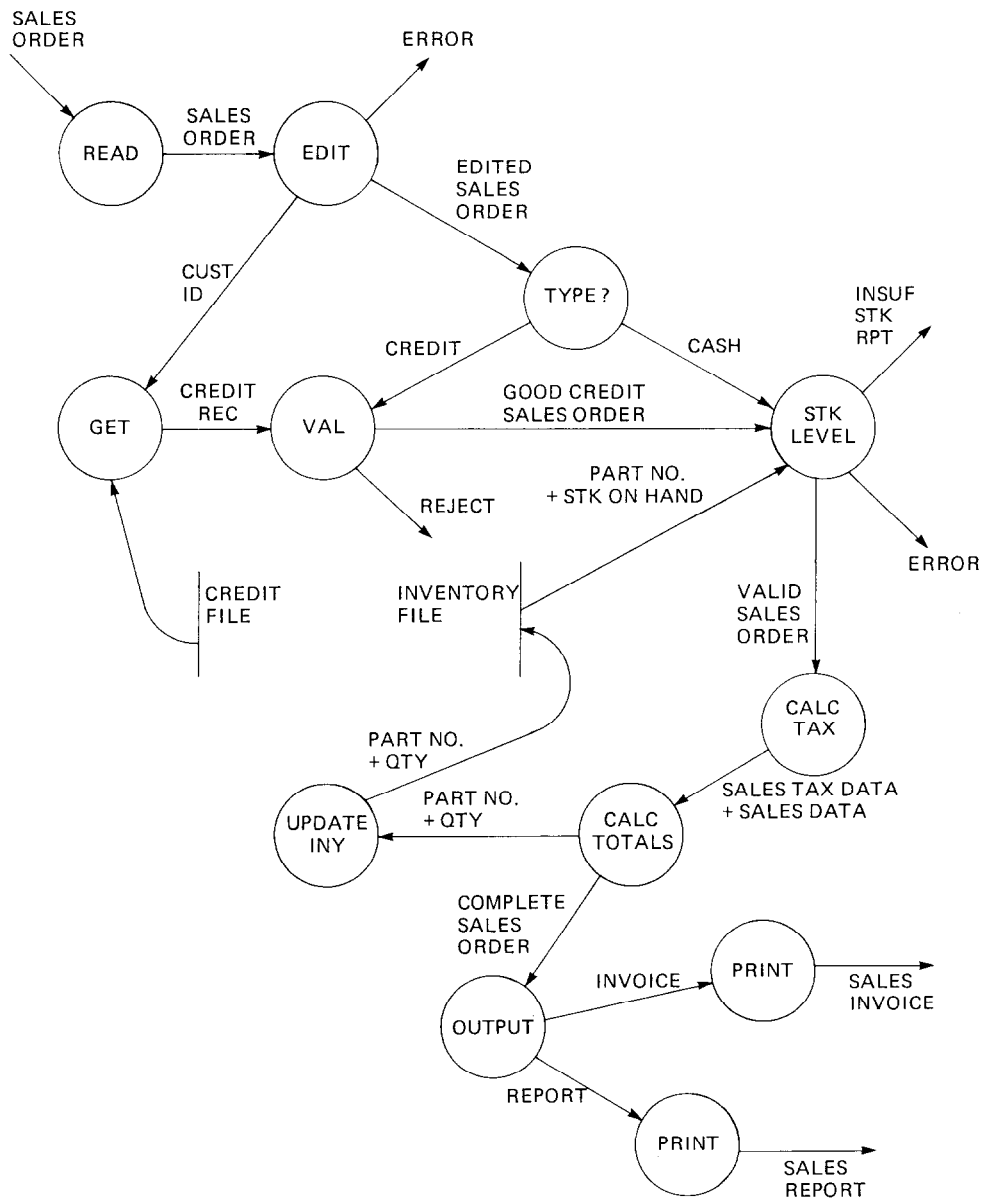 SALES
ORDER
ERROR
READ
SALES
ORDER
EDIT
EDITED
SALES
ORDER
CUST
ID
TYPE?
INSUF
STK
RPT
CREDIT
CASH
GET
CREDIT
REC
VAL
GOOD CREDIT
SALES ORDER
STK
LEVEL
PART NO.
+ STK ON HAND
REJECT
ERROR
CREDIT
FILE
INVENTORY
FILE
VALID
SALES
ORDER
CALC
TAX
PART NO.
+ QTY
SALES TAX DATA
+ SALES DATA
PART NO.
+ QTY
UPDATE
INY
CALC
TOTALS
COMPLETE
SALES
ORDER
INVOICE
PRINT
SALES
INVOICE
OUTPUT
REPORT
PRINT
SALES
REPORT